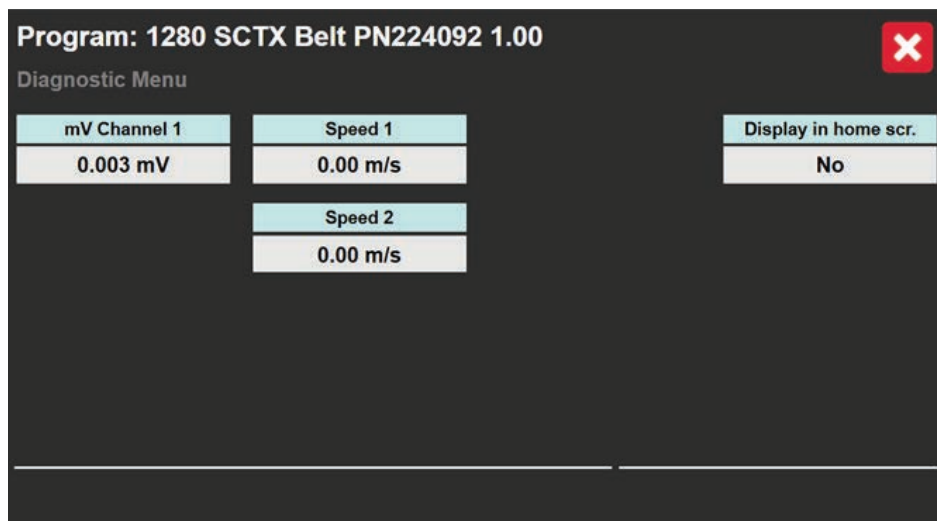 Program: 1280 SCTX Belt PN224092 1.00
Diagnostic Menu
mV Channel 1
Speed 1
Display in home scr.
0.003 mV
0.00 m/s
No
Speed 2
0.00 m/s